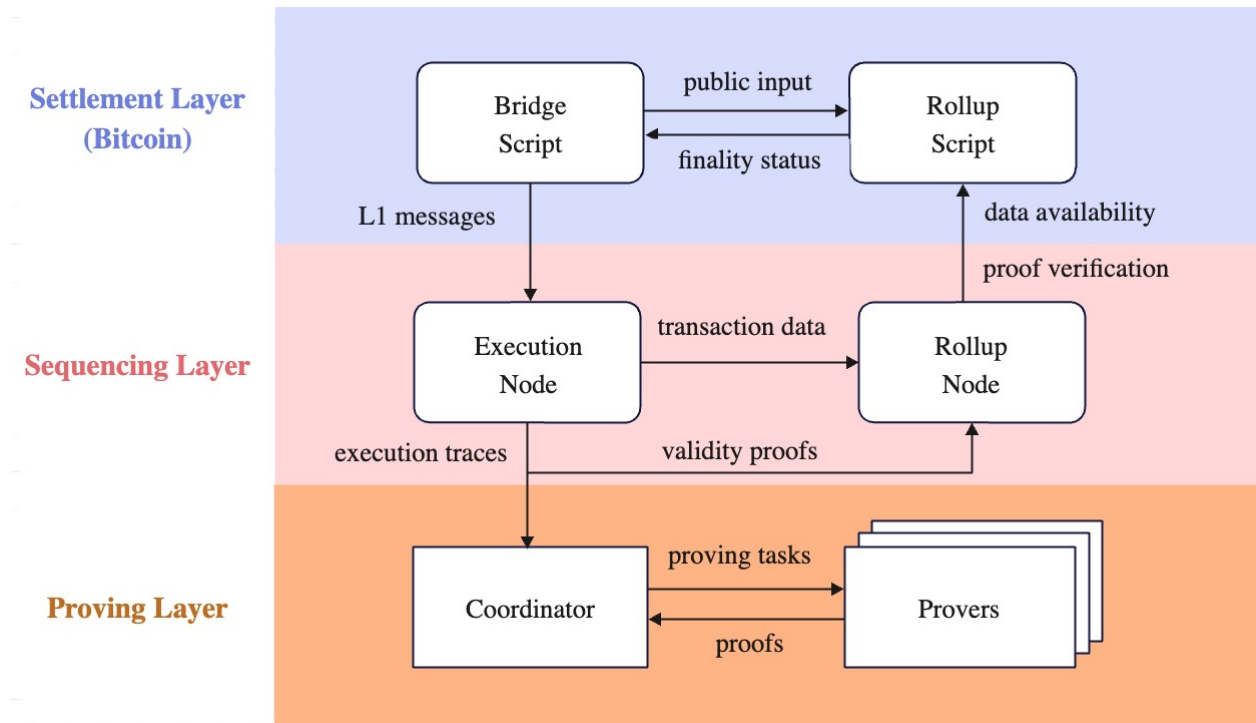 Settlement Layer
(Bitcoin)
Bridge
Script
public input
finality status
Rollup
Script
L1 messages
data availability
proof verification
Sequencing Layer
Execution
Node
transaction data
Rollup
Node
execution traces
validity proofs
Proving Layer
Coordinator
proving tasks
proofs
Provers